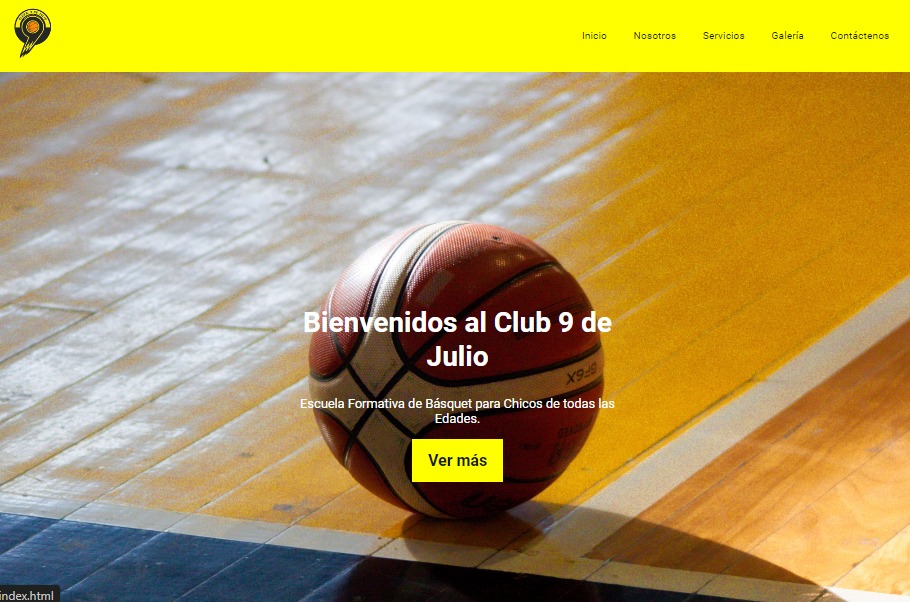 Inicio Nosotros Servicios Galería Contáctenos
Bienvenidos al Club 9 de
Julio
GF6X
Escuela Formativa de Básquet para Chicos de todas las
Edades.
Ver más
index.html